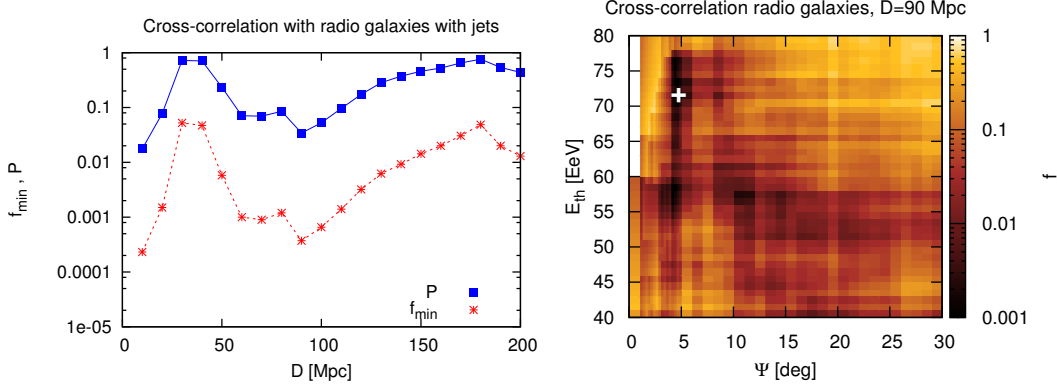 Cross-correlation with radio galaxies with jets
f_min , P
1
0.1
0.01
0.001
0.0001
1e-05
P
f_min
0 50 100 150 200
D [Mpc]
Cross-correlation radio galaxies, D=90 Mpc
E_th [EeV]
80
75
70
65
60
55
50
45
40
0 5 10 15 20 25 30
Ψ [deg]
1
0.1
0.01
0.001
f